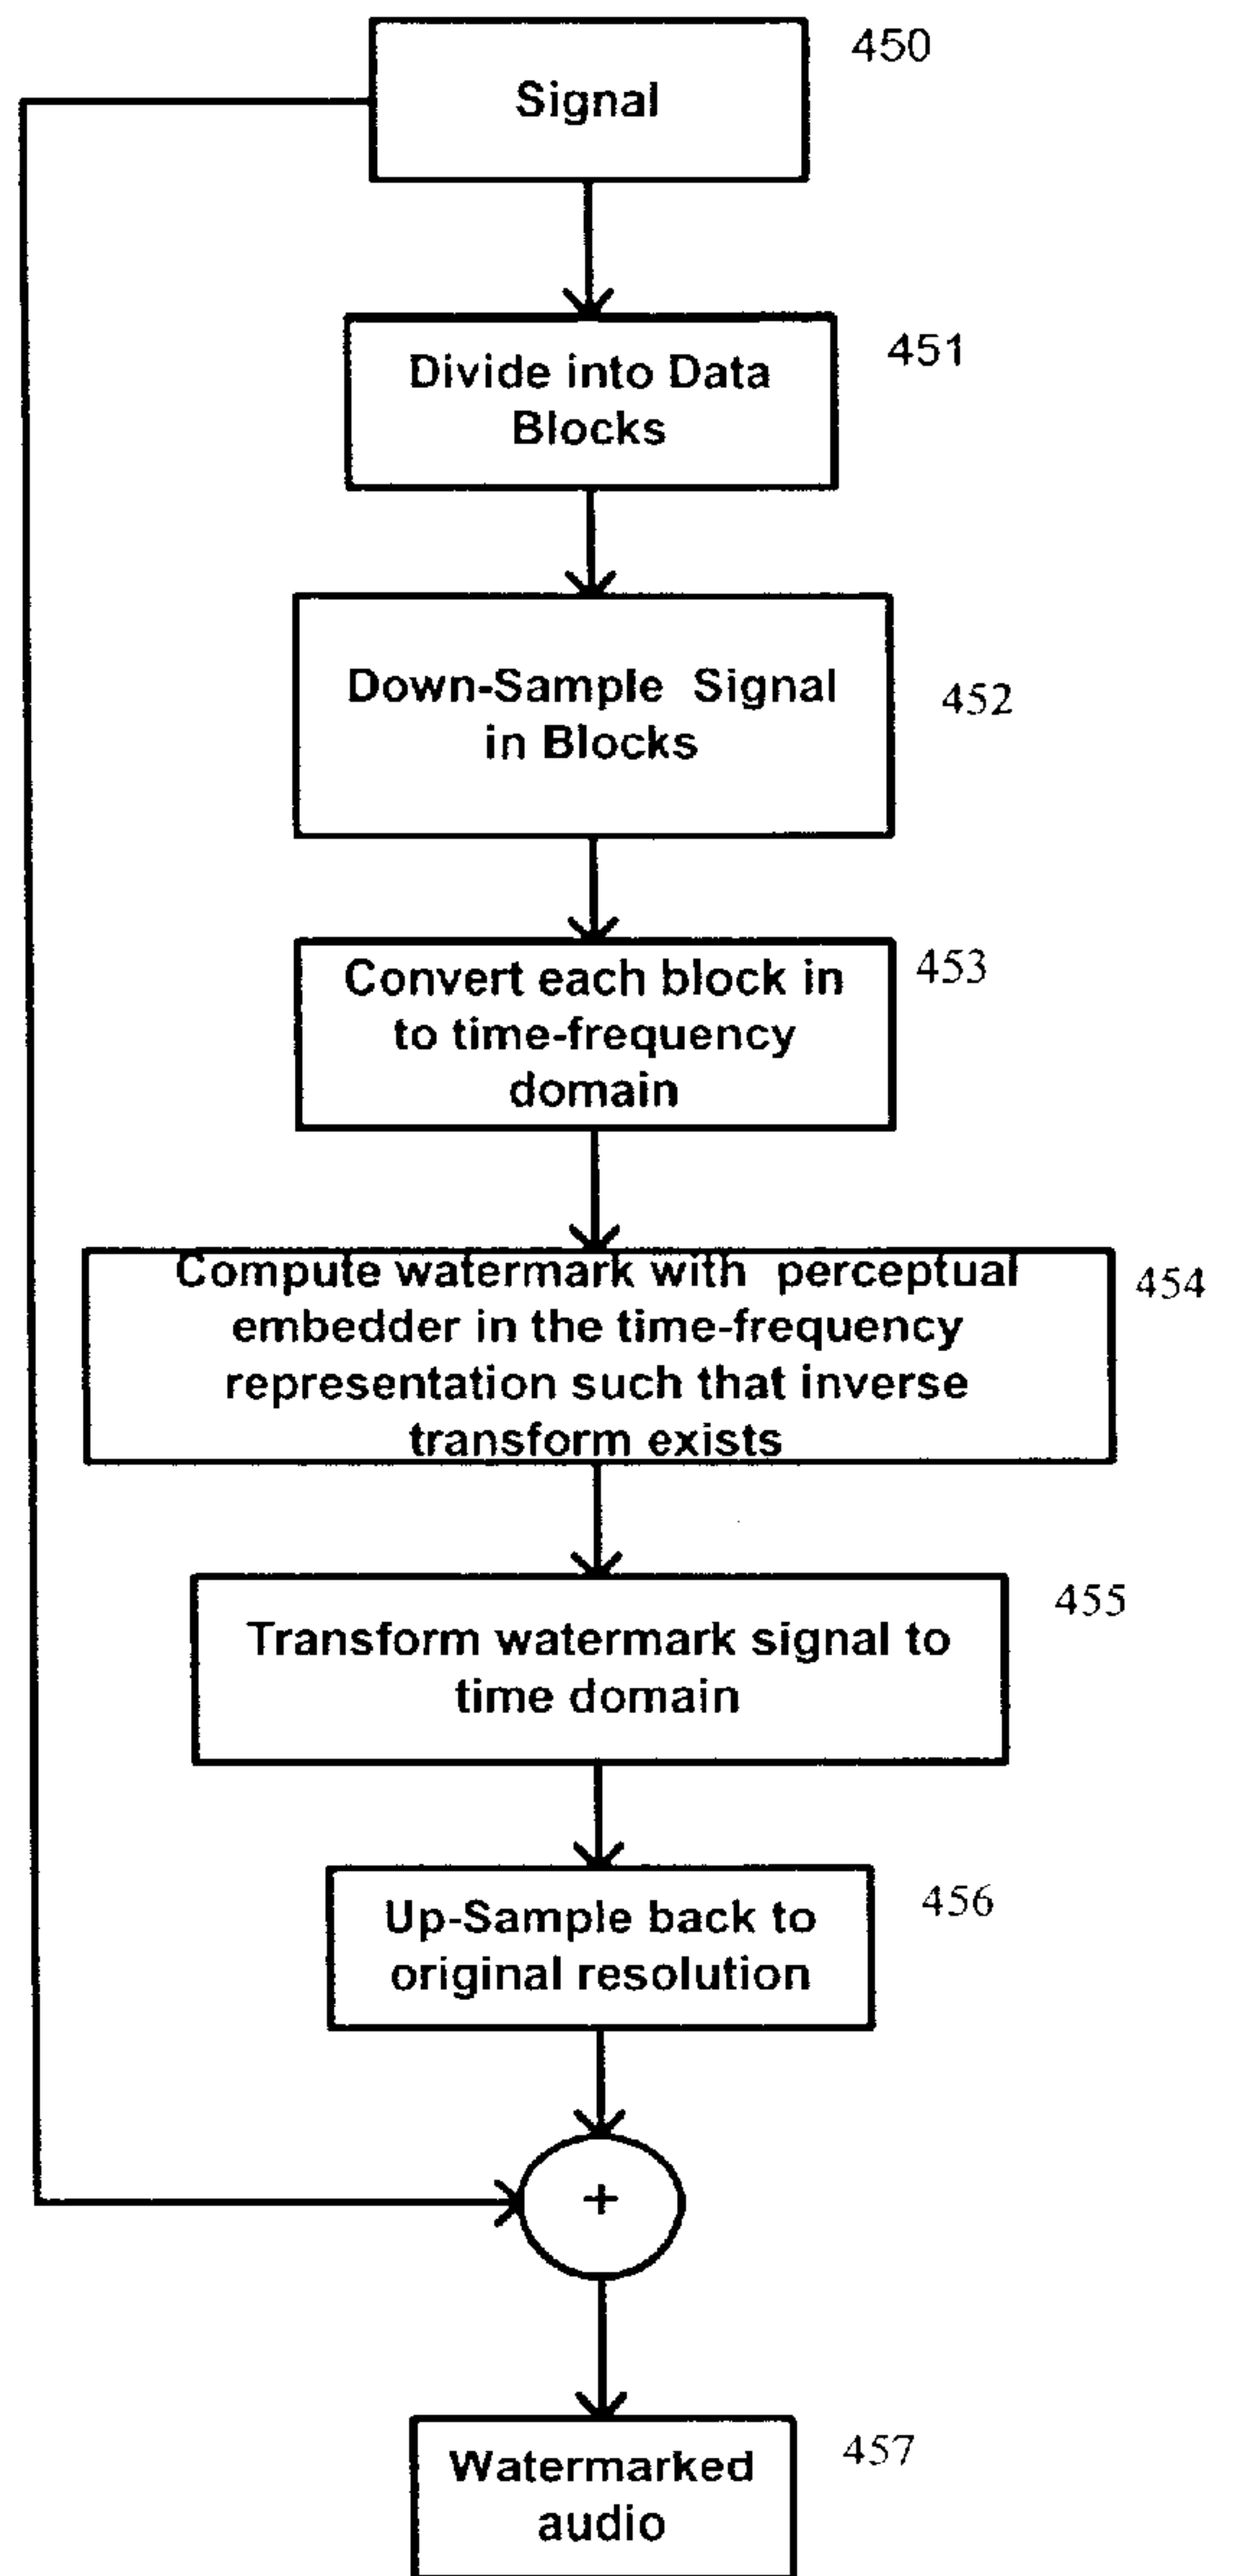 450
Signal
451
Divide into Data
Blocks
452
Down-Sample Signal
in Blocks
453
Convert each block in
to time-frequency
domain
454
Compute watermark with perceptual
embedder in the time-frequency
representation such that inverse
transform exists
455
Transform watermark signal to
time domain
456
Up-Sample back to
original resolution
+
457
Watermarked
audio